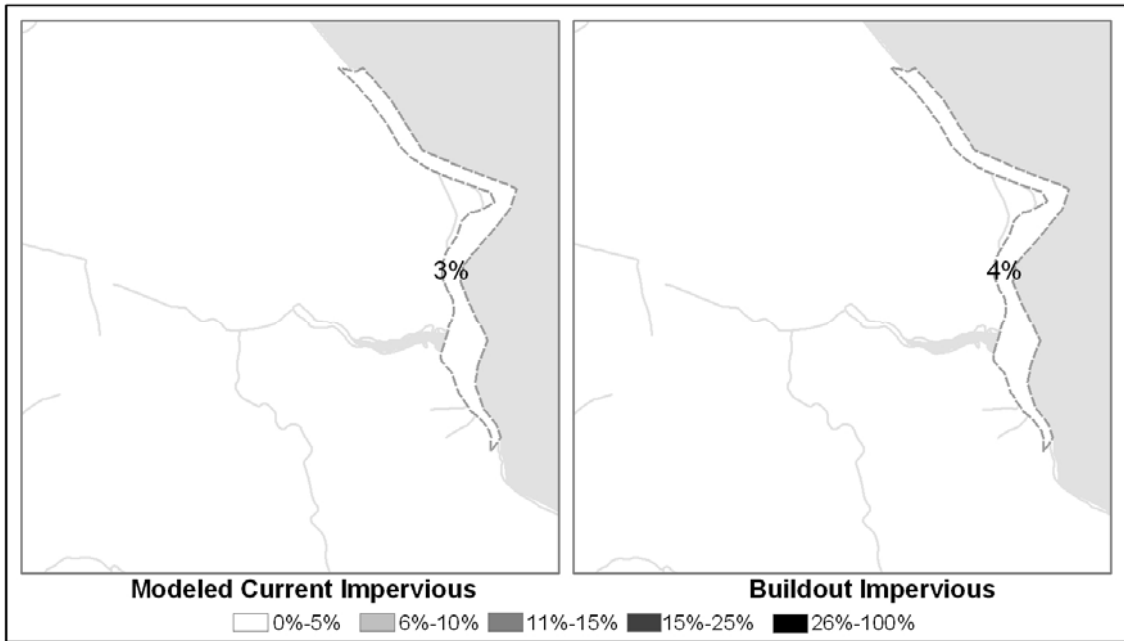 3%
4%
Modeled Current Impervious
Buildout Impervious
0%-5% 6%-10% 11%-15% 15%-25% 26%-100%